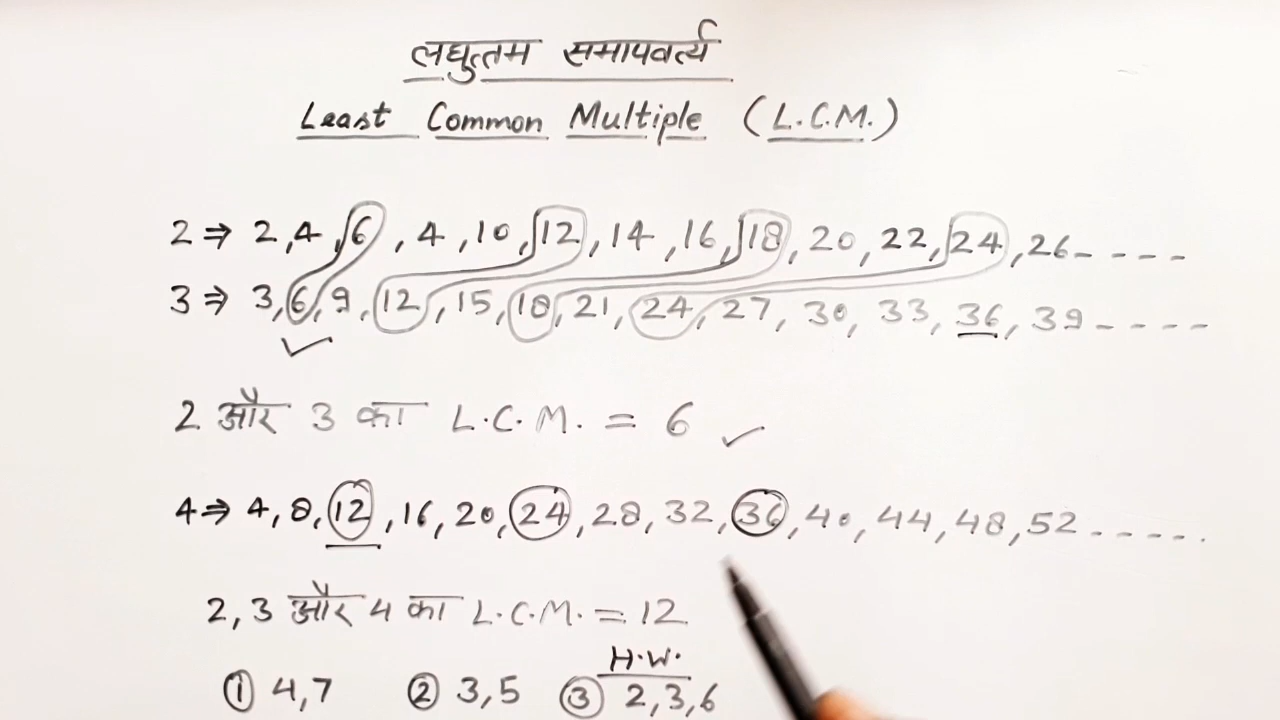 लघुत्तम समापवर्त्य
Least Common Multiple (L.C.M.)
2 ⇒ 2, 4, 6, 4, 10, 12, 14, 16, 18, 20, 22, 24, 26 - - - -
3 ⇒ 3, 6, 9, 12, 15, 18, 21, 24, 27, 30, 33, 36, 39 - - - -
2 और 3 का L.C.M. = 6
4 ⇒ 4, 8, 12, 16, 20, 24, 28, 32, 36, 40, 44, 48, 52 - - - - -
2, 3 और 4 का L.C.M. = 12
H.W.
① 4, 7 ② 3, 5 ③ 2, 3, 6